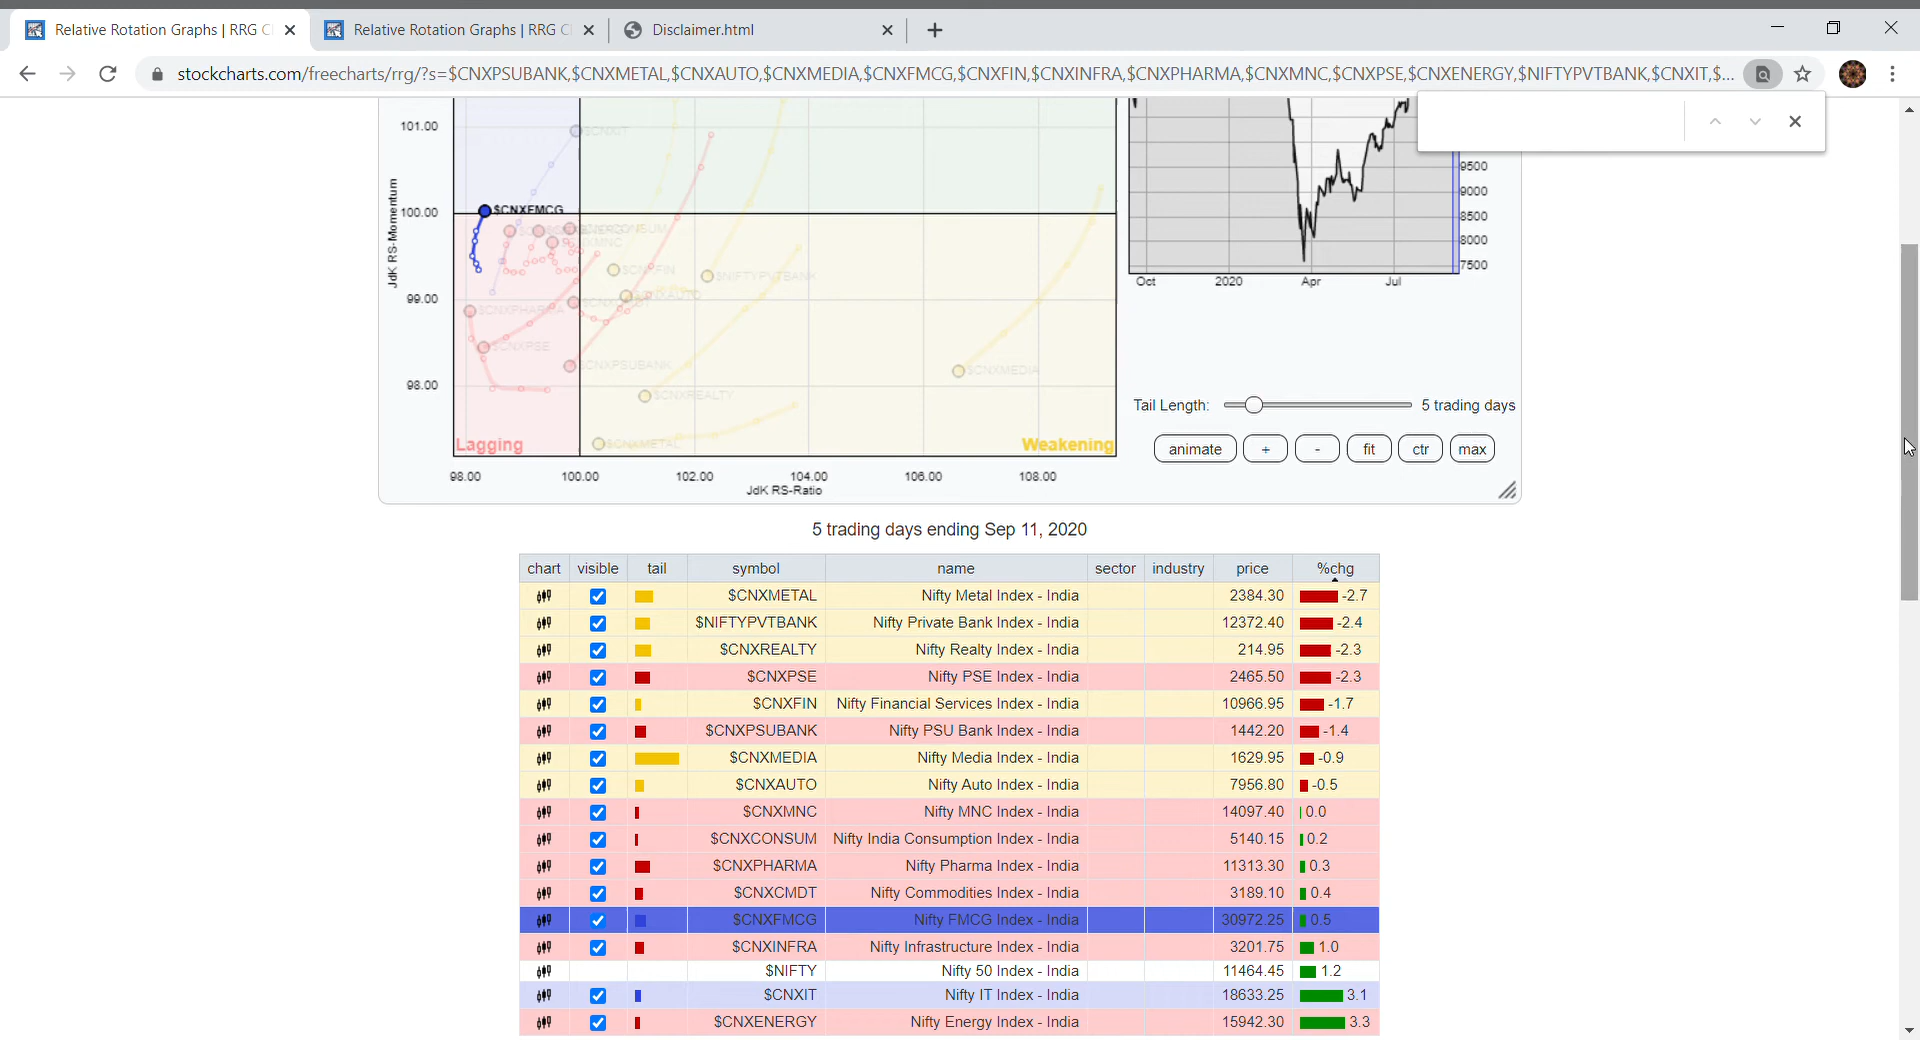 Relative Rotation Graphs | RRG C
Relative Rotation Graphs | RRG C
Disclaimer.html
stockcharts.com/freecharts/rrg/?s=$CNXPSUBANK,$CNXMETAL,$CNXAUTO,$CNXMEDIA,$CNXFMCG,$CNXFIN,$CNXINFRA,$CNXPHARMA,$CNXMNC,$CNXPSE,$CNXENERGY,$NIFTYPVTBANK,$CNXIT,$...
101.00
100.00
99.00
98.00
JdK RS-Momentum
$CNXIT
$CNXFMCG
$CNXFIN
$NIFTYPVTBANK
$CNXPHARMA
$CNXPSE
$CNXPSUBANK
$CNXMEDIA
$CNXREALTY
$CNXMETAL
Lagging
Weakening
98.00 100.00 102.00 104.00 106.00 108.00
JdK RS-Ratio
9500
9000
8500
8000
7500
Oct 2020 Apr Jul
Tail Length: 5 trading days
animate + - fit ctr max
5 trading days ending Sep 11, 2020
chart visible tail symbol name sector industry price %chg
$CNXMETAL Nifty Metal Index - India 2384.30 -2.7
$NIFTYPVTBANK Nifty Private Bank Index - India 12372.40 -2.4
$CNXREALTY Nifty Realty Index - India 214.95 -2.3
$CNXPSE Nifty PSE Index - India 2465.50 -2.3
$CNXFIN Nifty Financial Services Index - India 10966.95 -1.7
$CNXPSUBANK Nifty PSU Bank Index - India 1442.20 -1.4
$CNXMEDIA Nifty Media Index - India 1629.95 -0.9
$CNXAUTO Nifty Auto Index - India 7956.80 -0.5
$CNXMNC Nifty MNC Index - India 14097.40 0.0
$CNXCONSUM Nifty India Consumption Index - India 5140.15 0.2
$CNXPHARMA Nifty Pharma Index - India 11313.30 0.3
$CNXCMDT Nifty Commodities Index - India 3189.10 0.4
$CNXFMCG Nifty FMCG Index - India 30972.25 0.5
$CNXINFRA Nifty Infrastructure Index - India 3201.75 1.0
$NIFTY Nifty 50 Index - India 11464.45 1.2
$CNXIT Nifty IT Index - India 18633.25 3.1
$CNXENERGY Nifty Energy Index - India 15942.30 3.3